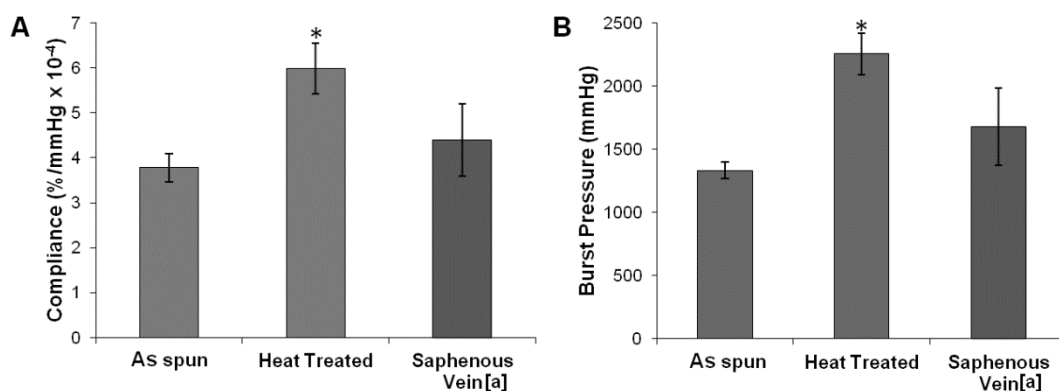 A
Compliance (%/mmHg x 10⁻⁴)
7
6
5
4
3
2
1
0
*
As spun
Heat Treated
Saphenous
Vein[a]
B
Burst Pressure (mmHg)
2500
2000
1500
1000
500
0
*
As spun
Heat Treated
Saphenous
Vein[a]